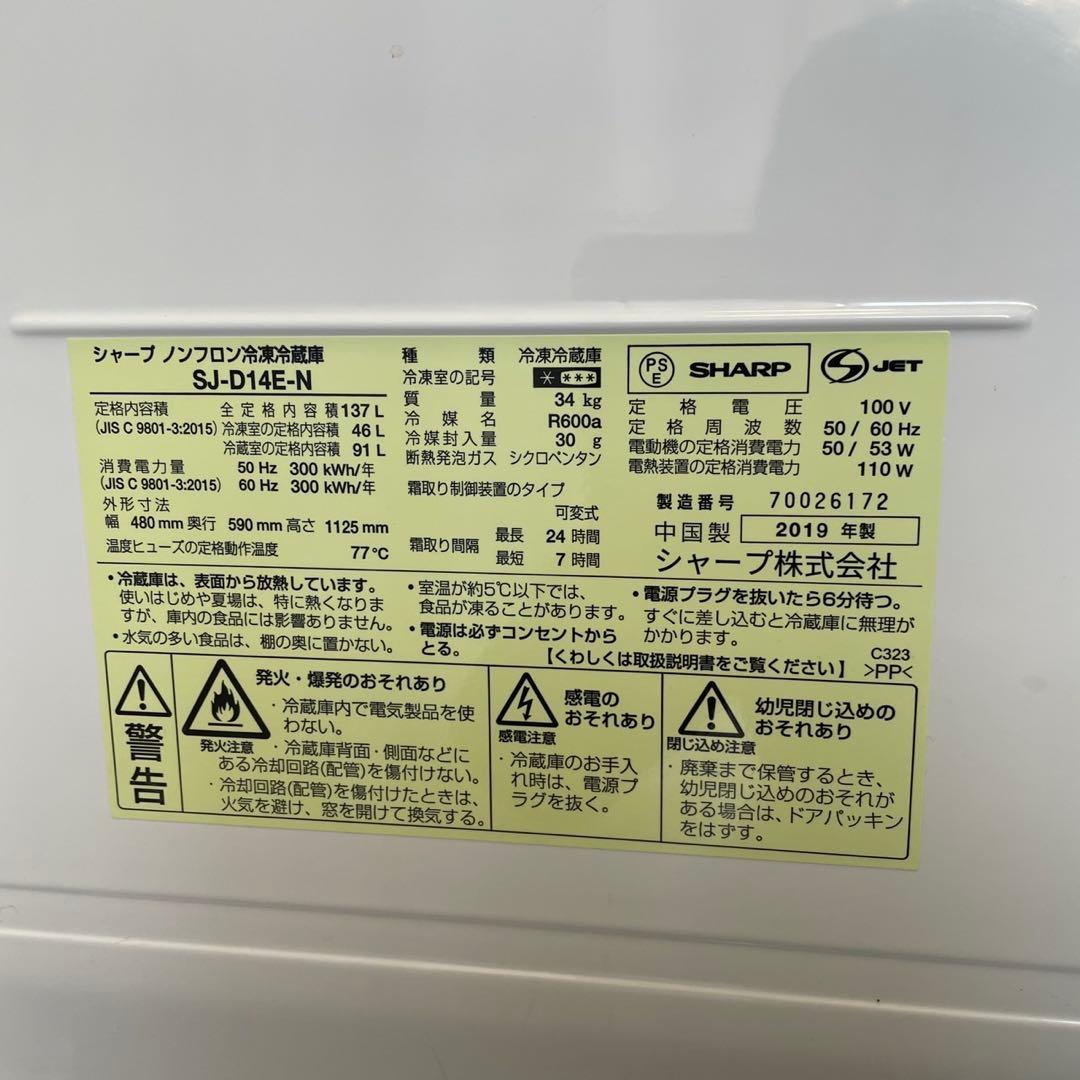 シャープ ノンフロン冷凍冷蔵庫
SJ-D14E-N
定格内容積 全定格内容積 137 L
(JIS C 9801-3:2015) 冷凍室の定格内容積 46 L
冷蔵室の定格内容積 91 L
消費電力量 50 Hz 300 kWh/年
(JIS C 9801-3:2015) 60 Hz 300 kWh/年
外形寸法
幅 480 mm 奥行 590 mm 高さ 1125 mm
温度ヒューズの定格動作温度 77℃
種類 冷凍冷蔵庫
冷凍室の記号 * ***
質量 34 kg
冷媒名 R600a
冷媒封入量 30 g
断熱発泡ガス シクロペンタン
霜取り制御装置のタイプ
可変式
霜取り間隔 最長 24 時間
最短 7 時間
PSE SHARP JET
定格電圧 100 V
定格周波数 50 / 60 Hz
電動機の定格消費電力 50 / 53 W
電熱装置の定格消費電力 110 W
製造番号 70026172
中国製 2019 年製
シャープ株式会社
・冷蔵庫は、表面から放熱しています。
使いはじめや夏場は、特に熱くなりま
すが、庫内の食品には影響ありません。
・水気の多い食品は、棚の奥に置かない。
・室温が約5℃以下では、
食品が凍ることがあります。
・電源は必ずコンセントから
とる。
・電源プラグを抜いたら6分待つ。
すぐに差し込むと冷蔵庫に無理が
かかります。
【くわしくは取扱説明書をご覧ください】
C323
>PP<
警告
発火・爆発のおそれあり
発火注意
・冷蔵庫内で電気製品を使
わない。
・冷蔵庫背面・側面などに
ある冷却回路(配管)を傷付けない。
・冷却回路(配管)を傷付けたときは、
火気を避け、窓を開けて換気する。
感電の
おそれあり
感電注意
・冷蔵庫のお手入
れ時は、電源プ
ラグを抜く。
幼児閉じ込めの
おそれあり
閉じ込め注意
・廃棄まで保管するとき、
幼児閉じ込めのおそれが
ある場合は、ドアパッキン
をはずす。